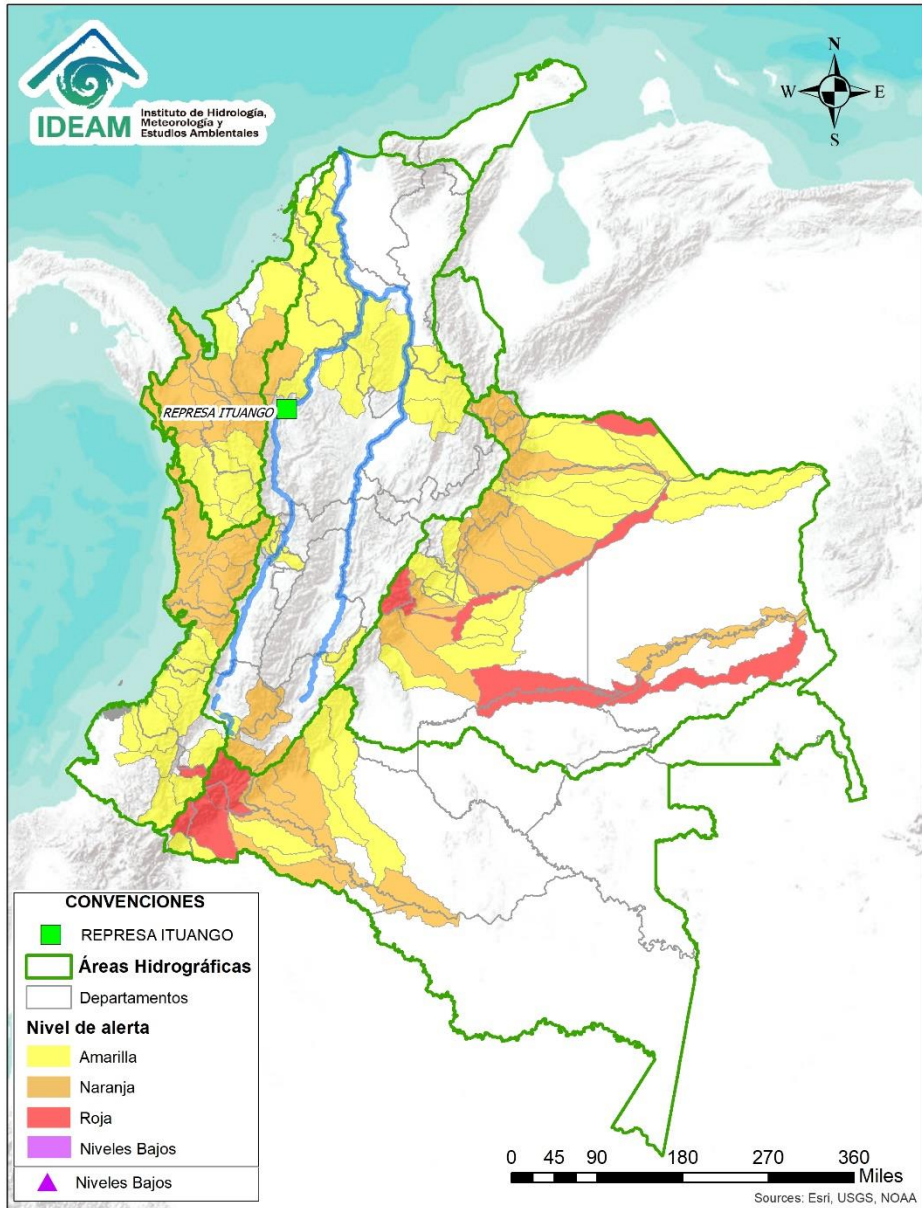 IDEAM
Instituto de Hidrología,
Meteorología y
Estudios Ambientales
N
W
E
S
REPRESA ITUANGO
CONVENCIONES
REPRESA ITUANGO
Áreas Hidrográficas
Departamentos
Nivel de alerta
Amarilla
Naranja
Roja
Niveles Bajos
Niveles Bajos
0 45 90 180 270 360
Miles
Sources: Esri, USGS, NOAA